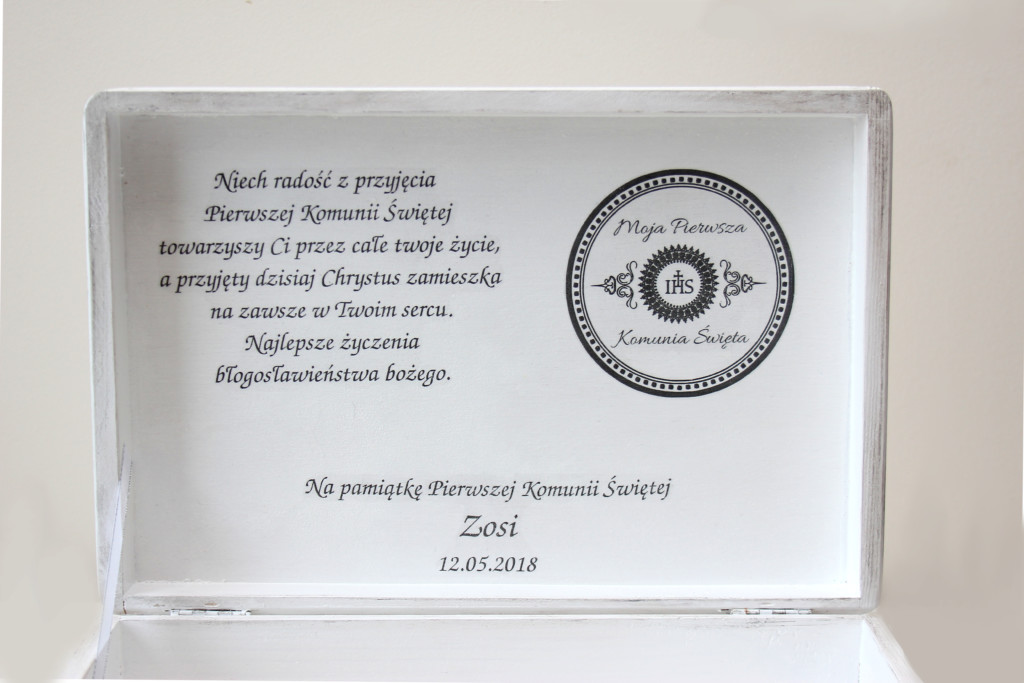 Niech radość z przyjęcia
Pierwszej Komunii Świętej
towarzyszy Ci przez całe twoje życie,
a przyjęty dzisiaj Chrystus zamieszka
na zawsze w Twoim sercu.
Najlepsze życzenia
błogosławieństwa bożego.
Moja Pierwsza
IHS
Komunia Święta
Na pamiątkę Pierwszej Komunii Świętej
Zosi
12.05.2018